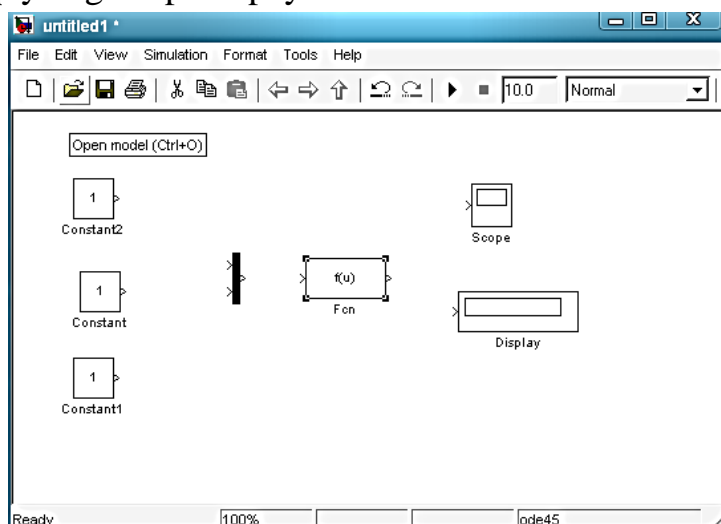 untitled1 *
File Edit View Simulation Format Tools Help
10.0 Normal
Open model (Ctrl+O)
1
Constant2
Scope
1
Constant
f(u)
Fcn
Display
1
Constant1
Ready 100% ode45